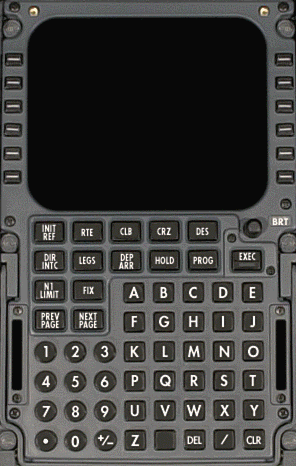 BRT
INIT REF RTE CLB CRZ DES
DIR INTC LEGS DEP ARR HOLD PROG EXEC
N1 LIMIT FIX
A B C D E
PREV PAGE NEXT PAGE
F G H I J
1 2 3 K L M N O
4 5 6 P Q R S T
7 8 9 U V W X Y
• 0 +/− Z DEL / CLR